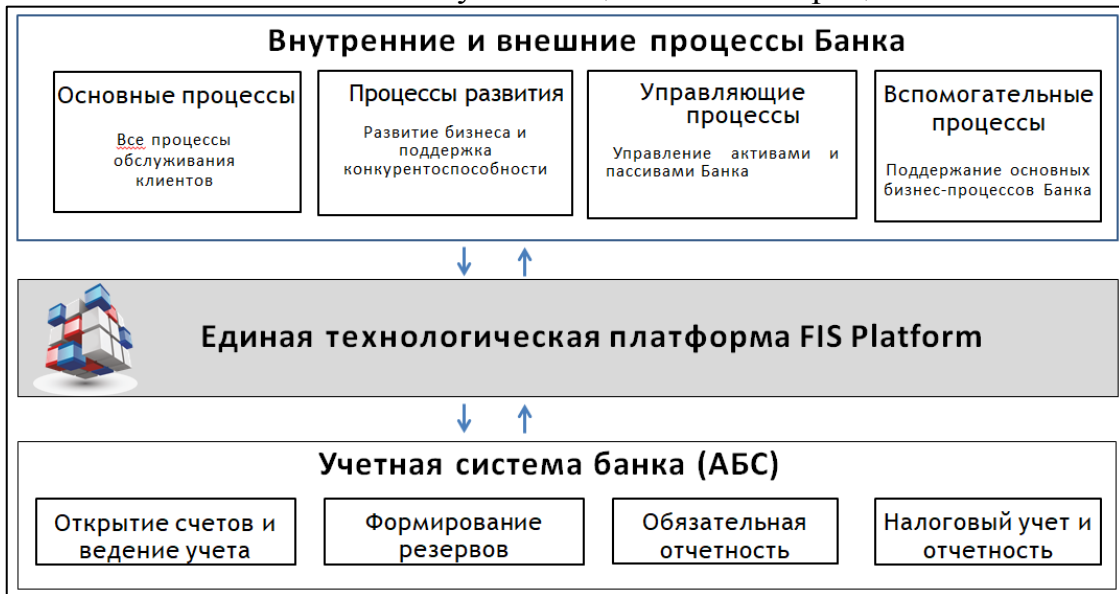 Внутренние и внешние процессы Банка
Основные процессы
Все процессы
обслуживания
клиентов
Процессы развития
Развитие бизнеса и
поддержка
конкурентоспособности
Управляющие
процессы
Управление активами и
пассивами Банка
Вспомогательные
процессы
Поддержание основных
бизнес-процессов Банка
Единая технологическая платформа FIS Platform
Учетная система банка (АБС)
Открытие счетов и
ведение учета
Формирование
резервов
Обязательная
отчетность
Налоговый учет и
отчетность